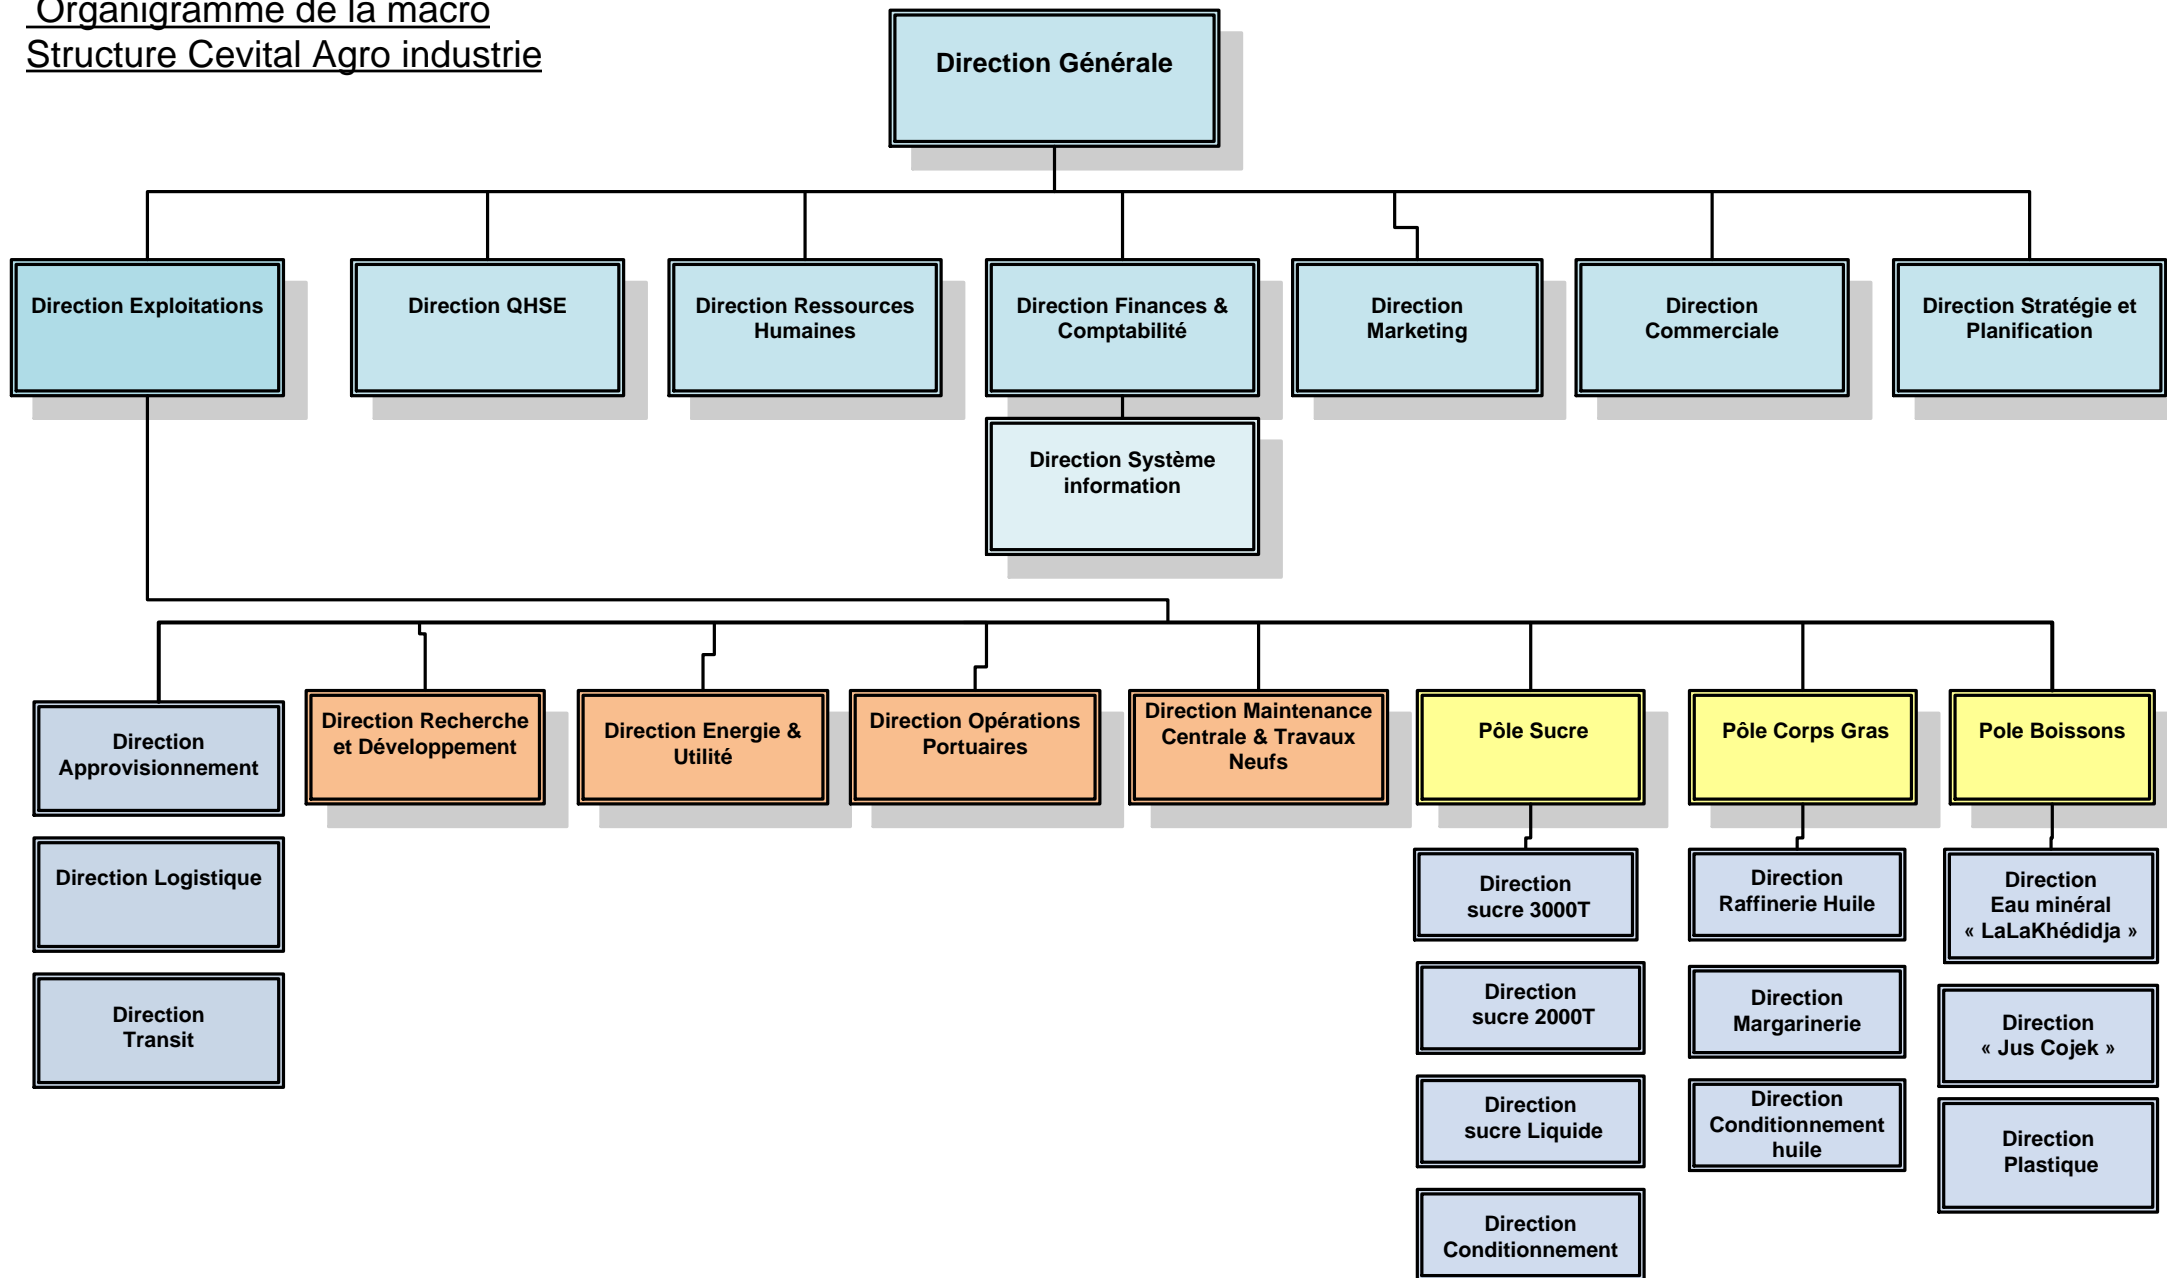 Organigramme de la macro
Structure Cevital Agro industrie
Direction Générale
Direction Exploitations
Direction QHSE
Direction Ressources
Humaines
Direction Finances &
Comptabilité
Direction
Marketing
Direction
Commerciale
Direction Stratégie et
Planification
Direction Système
information
Direction
Approvisionnement
Direction Recherche
et Développement
Direction Energie &
Utilité
Direction Opérations
Portuaires
Direction Maintenance
Centrale & Travaux
Neufs
Pôle Sucre
Pôle Corps Gras
Pole Boissons
Direction Logistique
Direction
Transit
Direction
sucre 3000T
Direction
sucre 2000T
Direction
sucre Liquide
Direction
Conditionnement
Direction
Raffinerie Huile
Direction
Margarinerie
Direction
Conditionnement
huile
Direction
Eau minéral
« LaLaKhédidja »
Direction
« Jus Cojek »
Direction
Plastique